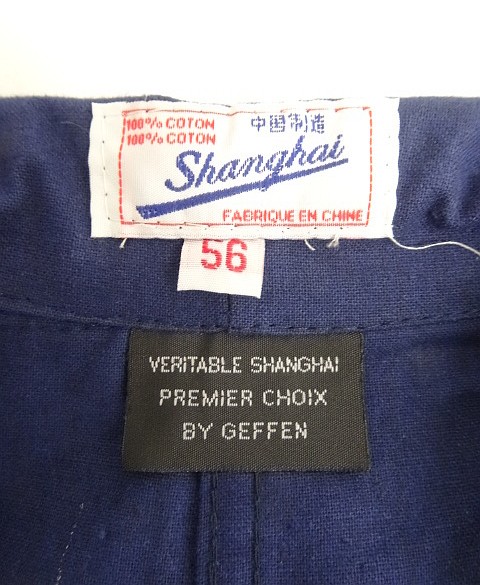 100% COTON 中国制造
100% COTON
Shanghai
FABRIQUE EN CHINE
56
VERITABLE SHANGHAI
PREMIER CHOIX
BY GEFFEN